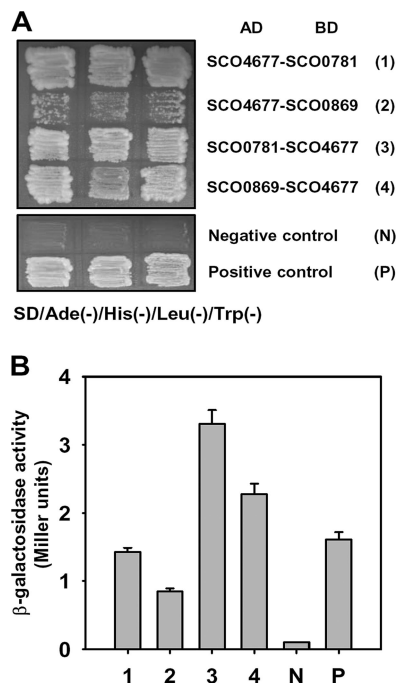 A
AD BD
SCO4677-SCO0781 (1)
SCO4677-SCO0869 (2)
SCO0781-SCO4677 (3)
SCO0869-SCO4677 (4)
Negative control (N)
Positive control (P)
SD/Ade(-)/His(-)/Leu(-)/Trp(-)
B
β-galactosidase activity
(Miller units)
4
3
2
1
0
1 2 3 4 N P